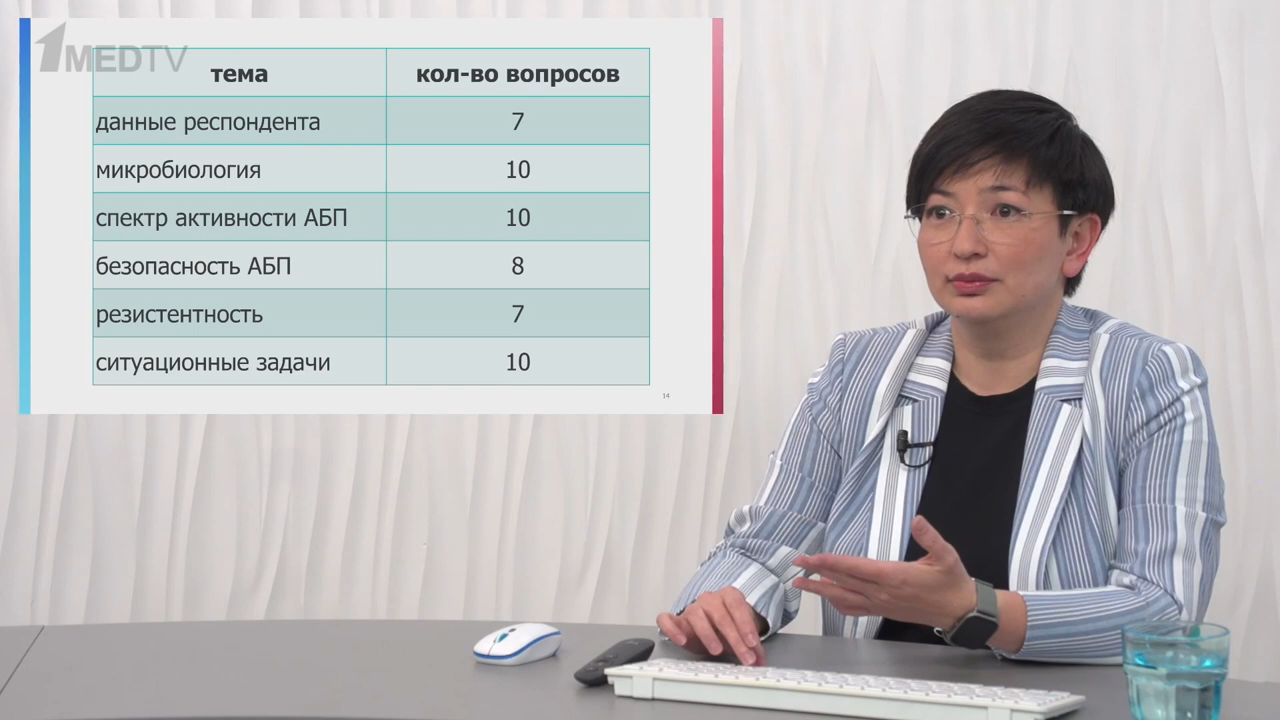 1MEDTV
тема кол-во вопросов
данные респондента 7
микробиология 10
спектр активности АБП 10
безопасность АБП 8
резистентность 7
ситуационные задачи 10
14